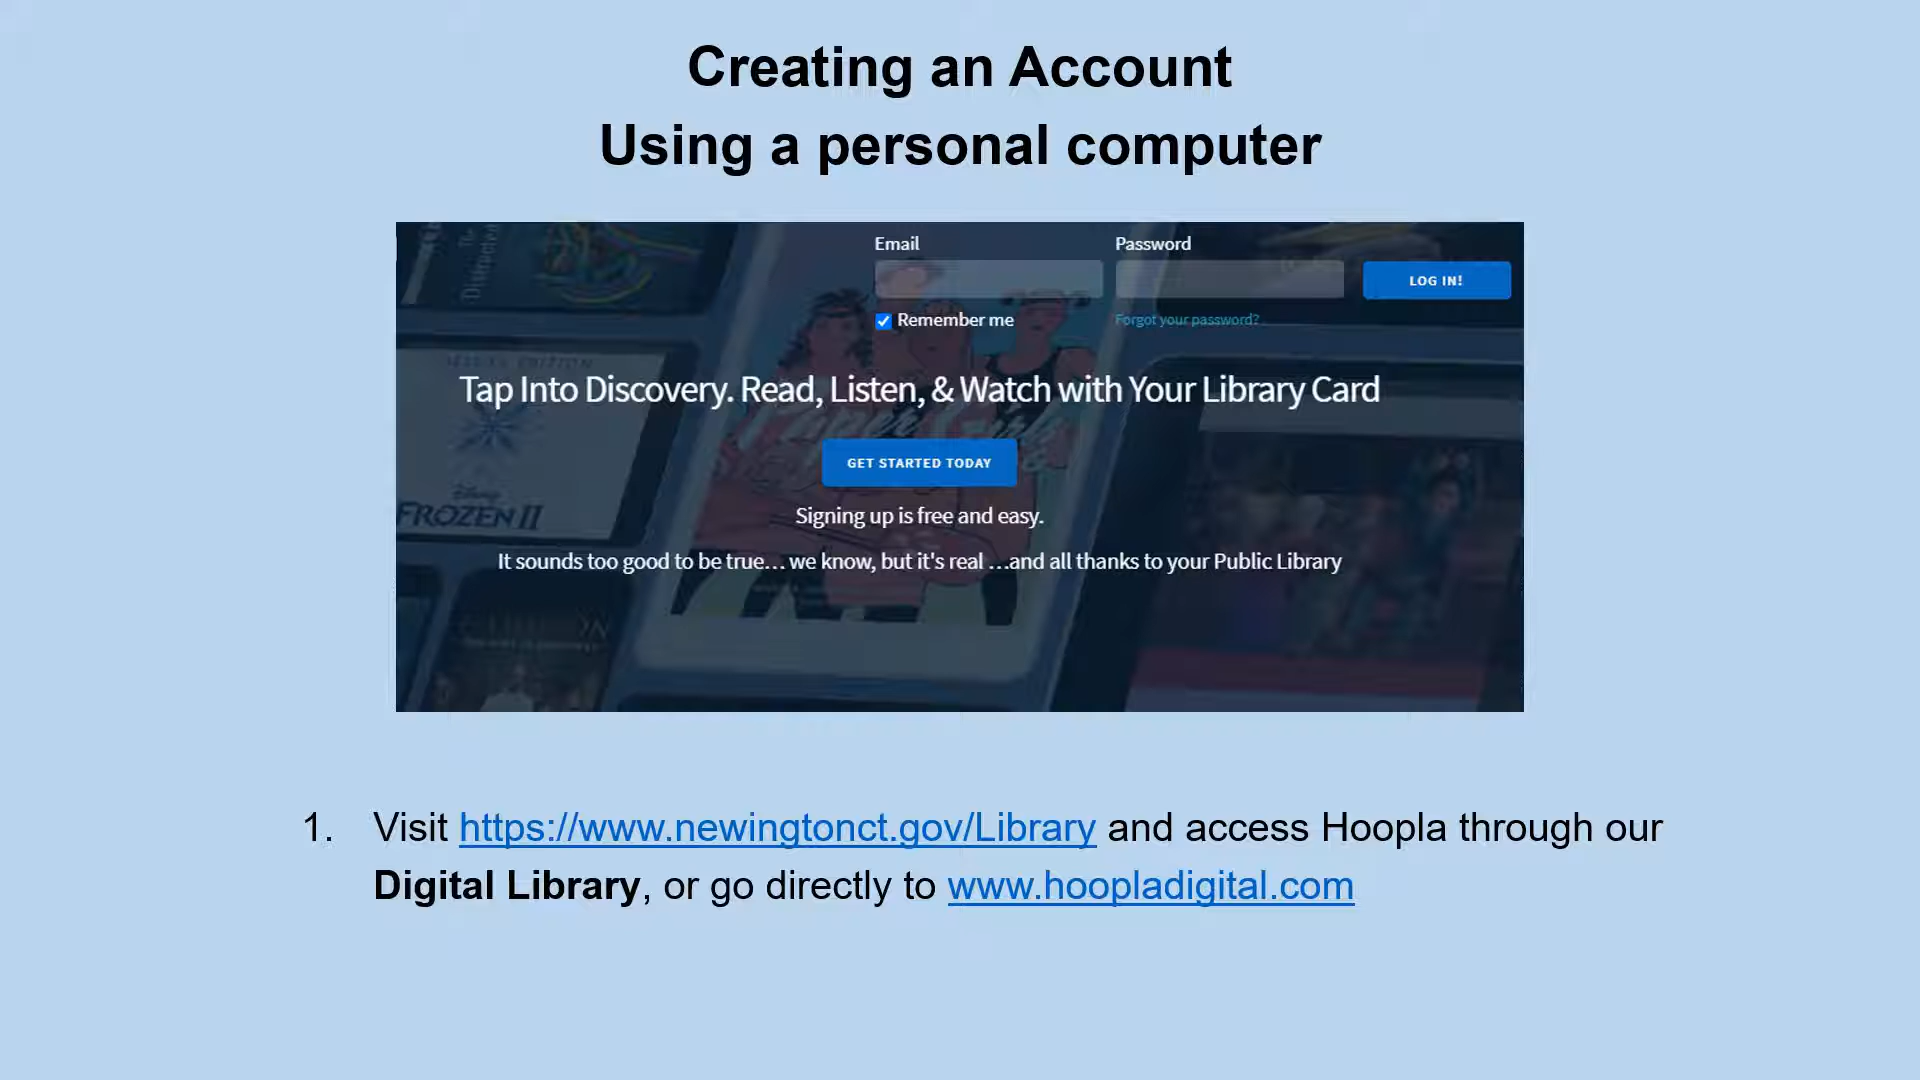 Creating an Account
Using a personal computer
Email
Password
LOG IN!
Remember me
Forgot your password?
Tap Into Discovery. Read, Listen, & Watch with Your Library Card
GET STARTED TODAY
Signing up is free and easy.
It sounds too good to be true... we know, but it's real ...and all thanks to your Public Library
Disney
FROZEN II
1. Visit https://www.newingtonct.gov/Library and access Hoopla through our
Digital Library, or go directly to www.hoopladigital.com